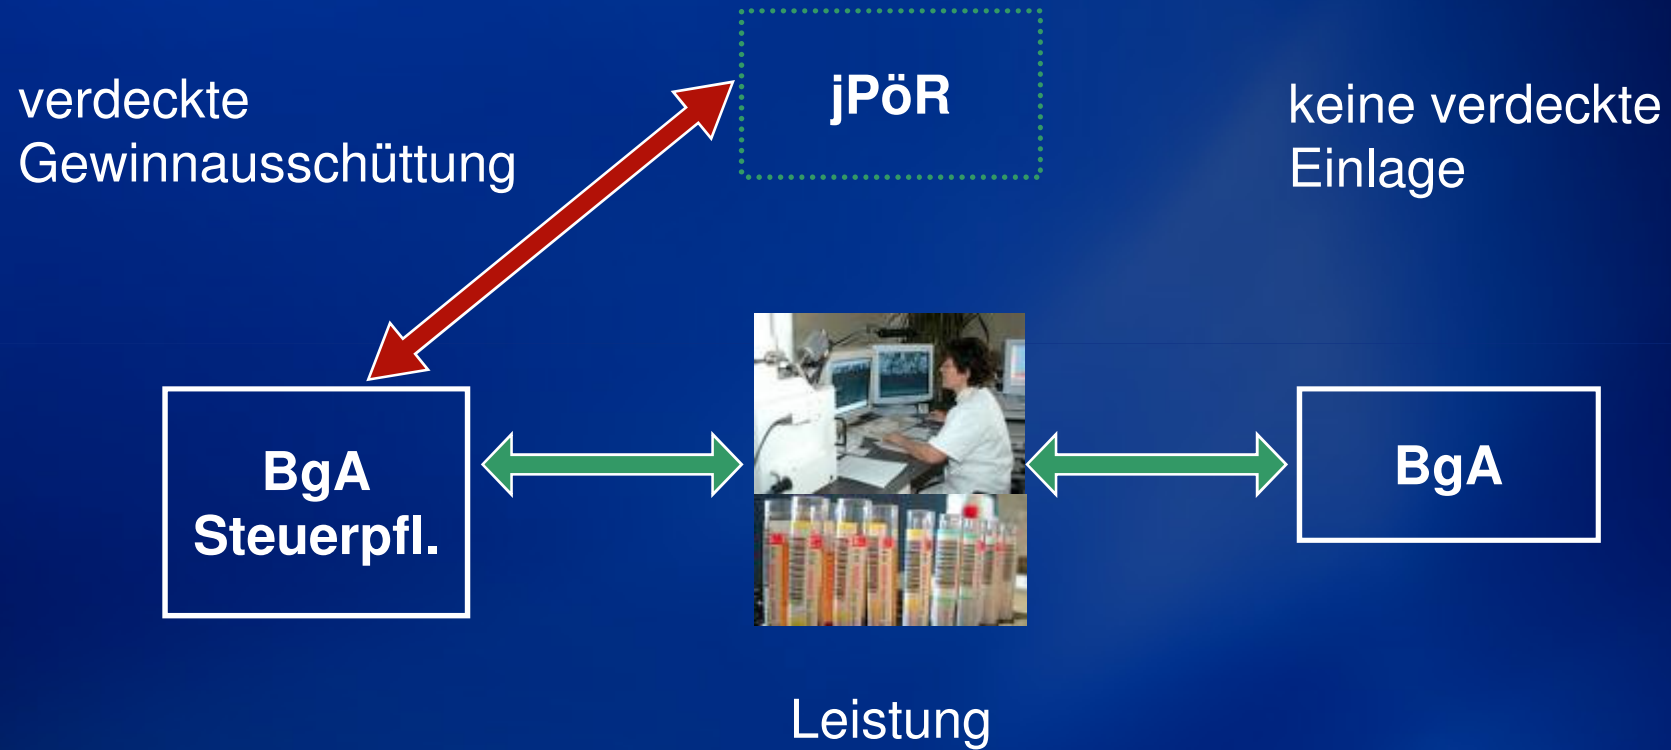 verdeckte
Gewinnausschüttung
jPöR
keine verdeckte
Einlage
BgA
Steuerpfl.
BgA
Leistung